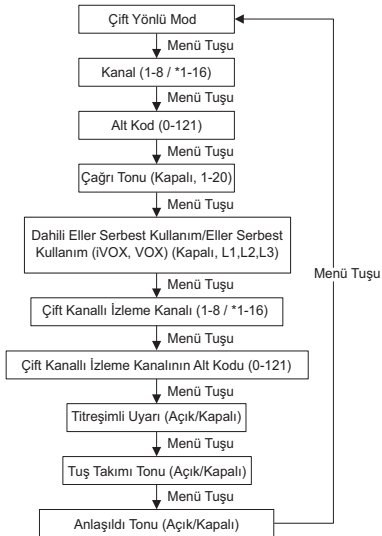 Çift Yönlü Mod
Menü Tuşu
Kanal (1-8 / *1-16)
Menü Tuşu
Alt Kod (0-121)
Menü Tuşu
Çağrı Tonu (Kapalı, 1-20)
Menü Tuşu
Dahili Eller Serbest Kullanım/Eller Serbest
Kullanım (iVOX, VOX) (Kapalı, L1,L2,L3)
Menü Tuşu
Menü Tuşu
Çift Kanallı İzleme Kanalı (1-8 / *1-16)
Menü Tuşu
Çift Kanallı İzleme Kanalının Alt Kodu (0-121)
Menü Tuşu
Titreşimli Uyarı (Açık/Kapalı)
Menü Tuşu
Tuş Takımı Tonu (Açık/Kapalı)
Menü Tuşu
Anlaşıldı Tonu (Açık/Kapalı)